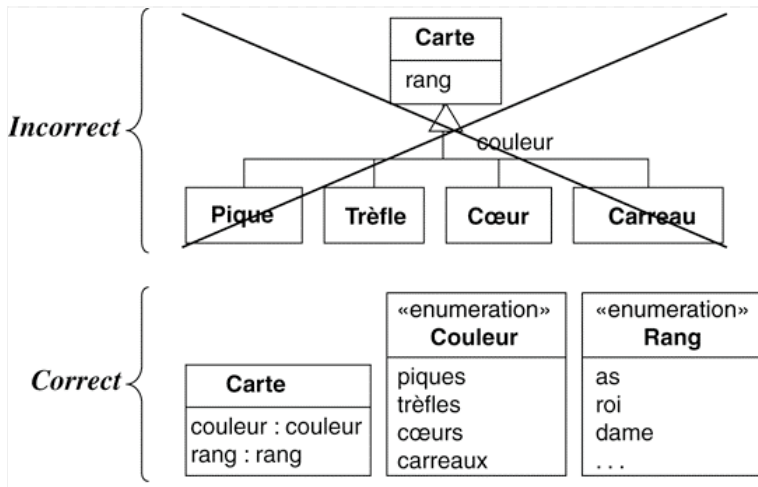 Incorrect
Carte
rang
couleur
Pique
Trèfle
Cœur
Carreau
Correct
Carte
couleur : couleur
rang : rang
«enumeration»
Couleur
piques
trèfles
cœurs
carreaux
«enumeration»
Rang
as
roi
dame
. . .